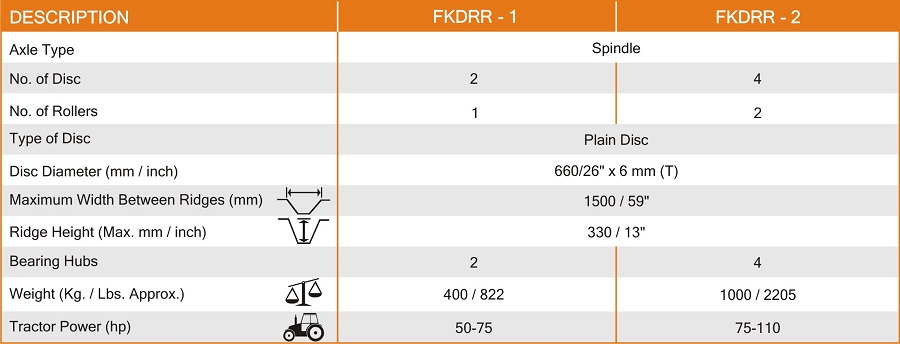 DESCRIPTION FKDRR - 1 FKDRR - 2
Axle Type Spindle
No. of Disc 2 4
No. of Rollers 1 2
Type of Disc Plain Disc
Disc Diameter (mm / inch) 660/26" x 6 mm (T)
Maximum Width Between Ridges (mm) 1500 / 59"
Ridge Height (Max. mm / inch) 330 / 13"
Bearing Hubs 2 4
Weight (Kg. / Lbs. Approx.) 400 / 822 1000 / 2205
Tractor Power (hp) 50-75 75-110